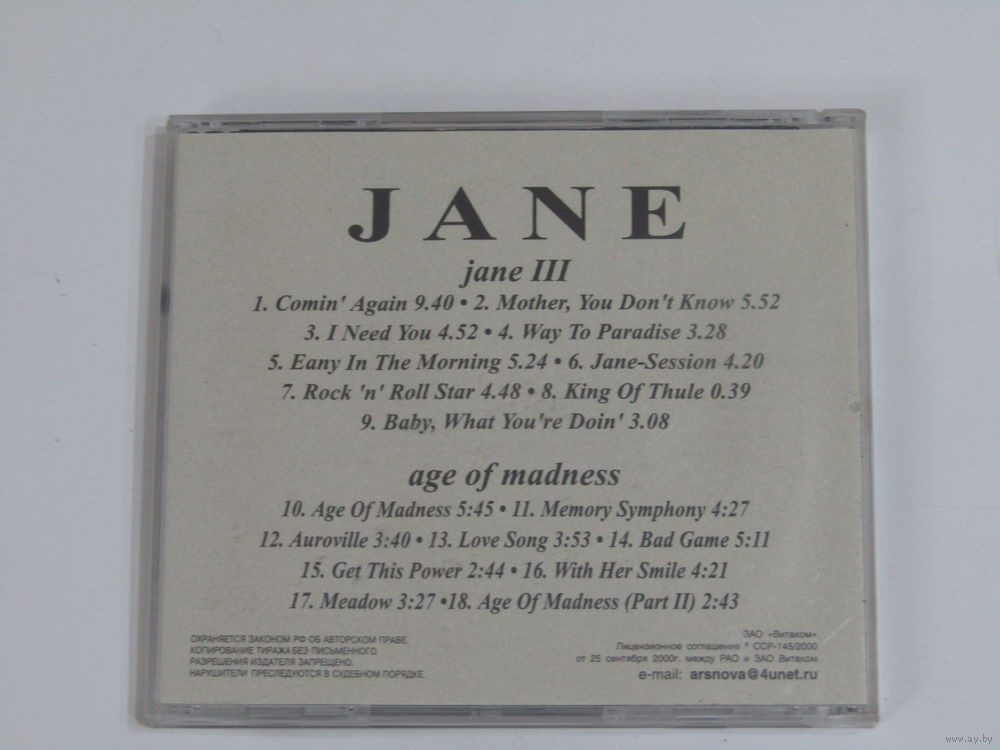 JANE
jane III
1. Comin' Again 9.40 • 2. Mother, You Don't Know 5.52
3. I Need You 4.52 • 4. Way To Paradise 3.28
5. Eany In The Morning 5.24 • 6. Jane-Session 4.20
7. Rock 'n' Roll Star 4.48 • 8. King Of Thule 0.39
9. Baby, What You're Doin' 3.08
age of madness
10. Age Of Madness 5:45 • 11. Memory Symphony 4:27
12. Auroville 3:40 • 13. Love Song 3:53 • 14. Bad Game 5:11
15. Get This Power 2:44 • 16. With Her Smile 4:21
17. Meadow 3:27 •18. Age Of Madness (Part II) 2:43
ОХРАНЯЕТСЯ ЗАКОНОМ РФ ОБ АВТОРСКОМ ПРАВЕ.
КОПИРОВАНИЕ ТИРАЖА БЕЗ ПИСЬМЕННОГО
РАЗРЕШЕНИЯ ИЗДАТЕЛЯ ЗАПРЕЩЕНО.
НАРУШИТЕЛИ ПРЕСЛЕДУЮТСЯ В СУДЕБНОМ ПОРЯДКЕ.
ЗАО «Витаком»
Лицензионное соглашение ³ ССР-145/2000
от 25 сентября 2000г. между РАО и ЗАО Витаком
e-mail: arsnova@4unet.ru
www.ay.by